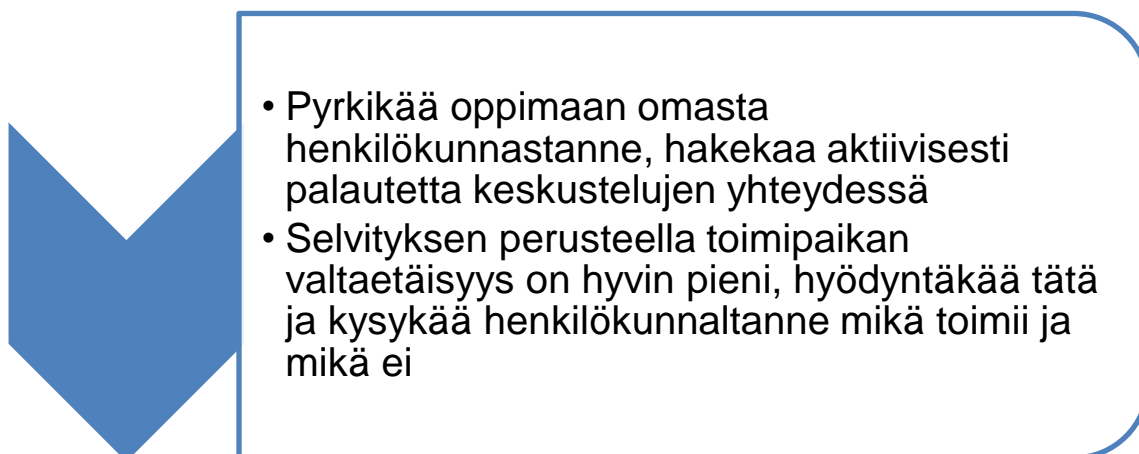 • Pyrkikää oppimaan omasta
henkilökunnastanne, hakekaa aktiivisesti
palautetta keskustelujen yhteydessä
• Selvityksen perusteella toimipaikan
valtaetäisyys on hyvin pieni, hyödyntäkää tätä
ja kysykää henkilökunnaltanne mikä toimii ja
mikä ei